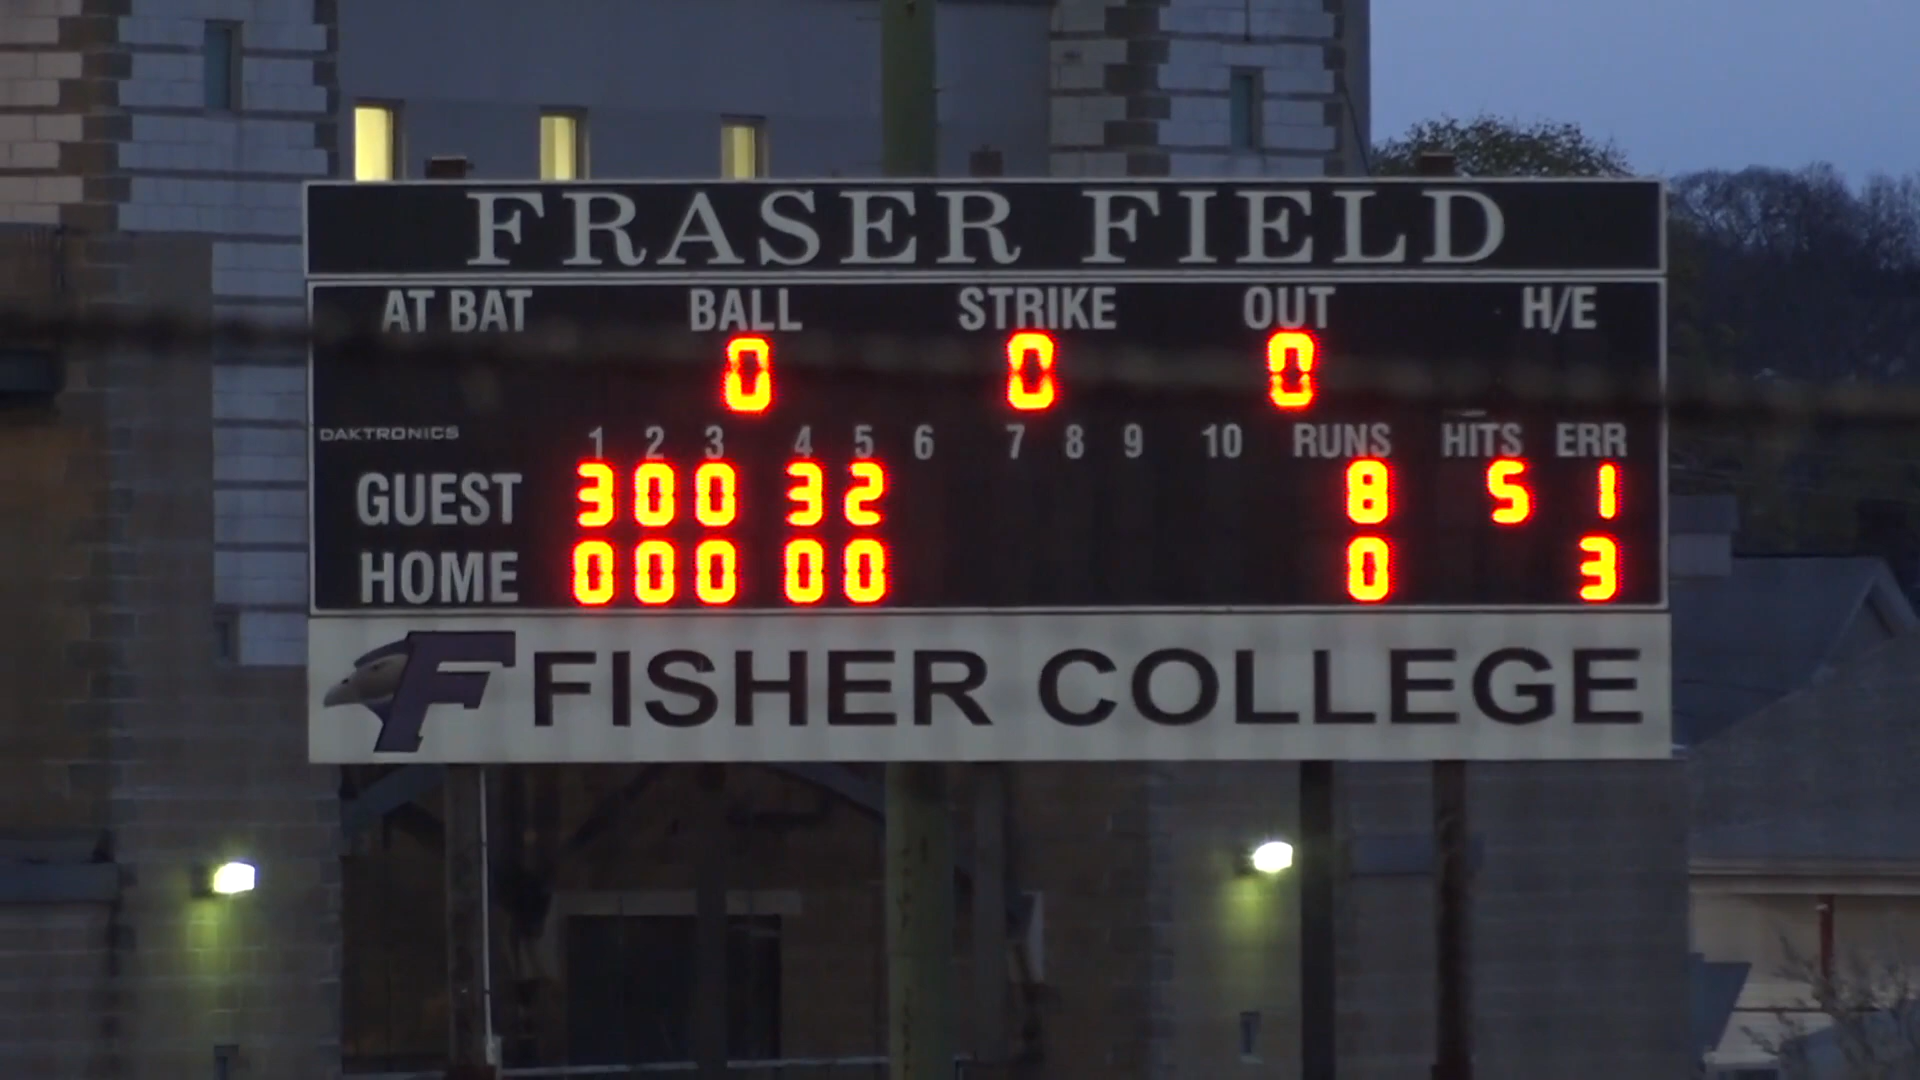 FRASER FIELD
AT BAT BALL STRIKE OUT H/E
0 0 0
DAKTRONICS 1 2 3 4 5 6 7 8 9 10 RUNS HITS ERR
GUEST 3 0 0 3 2 8 5 1
HOME 0 0 0 0 0 0 3
F FISHER COLLEGE